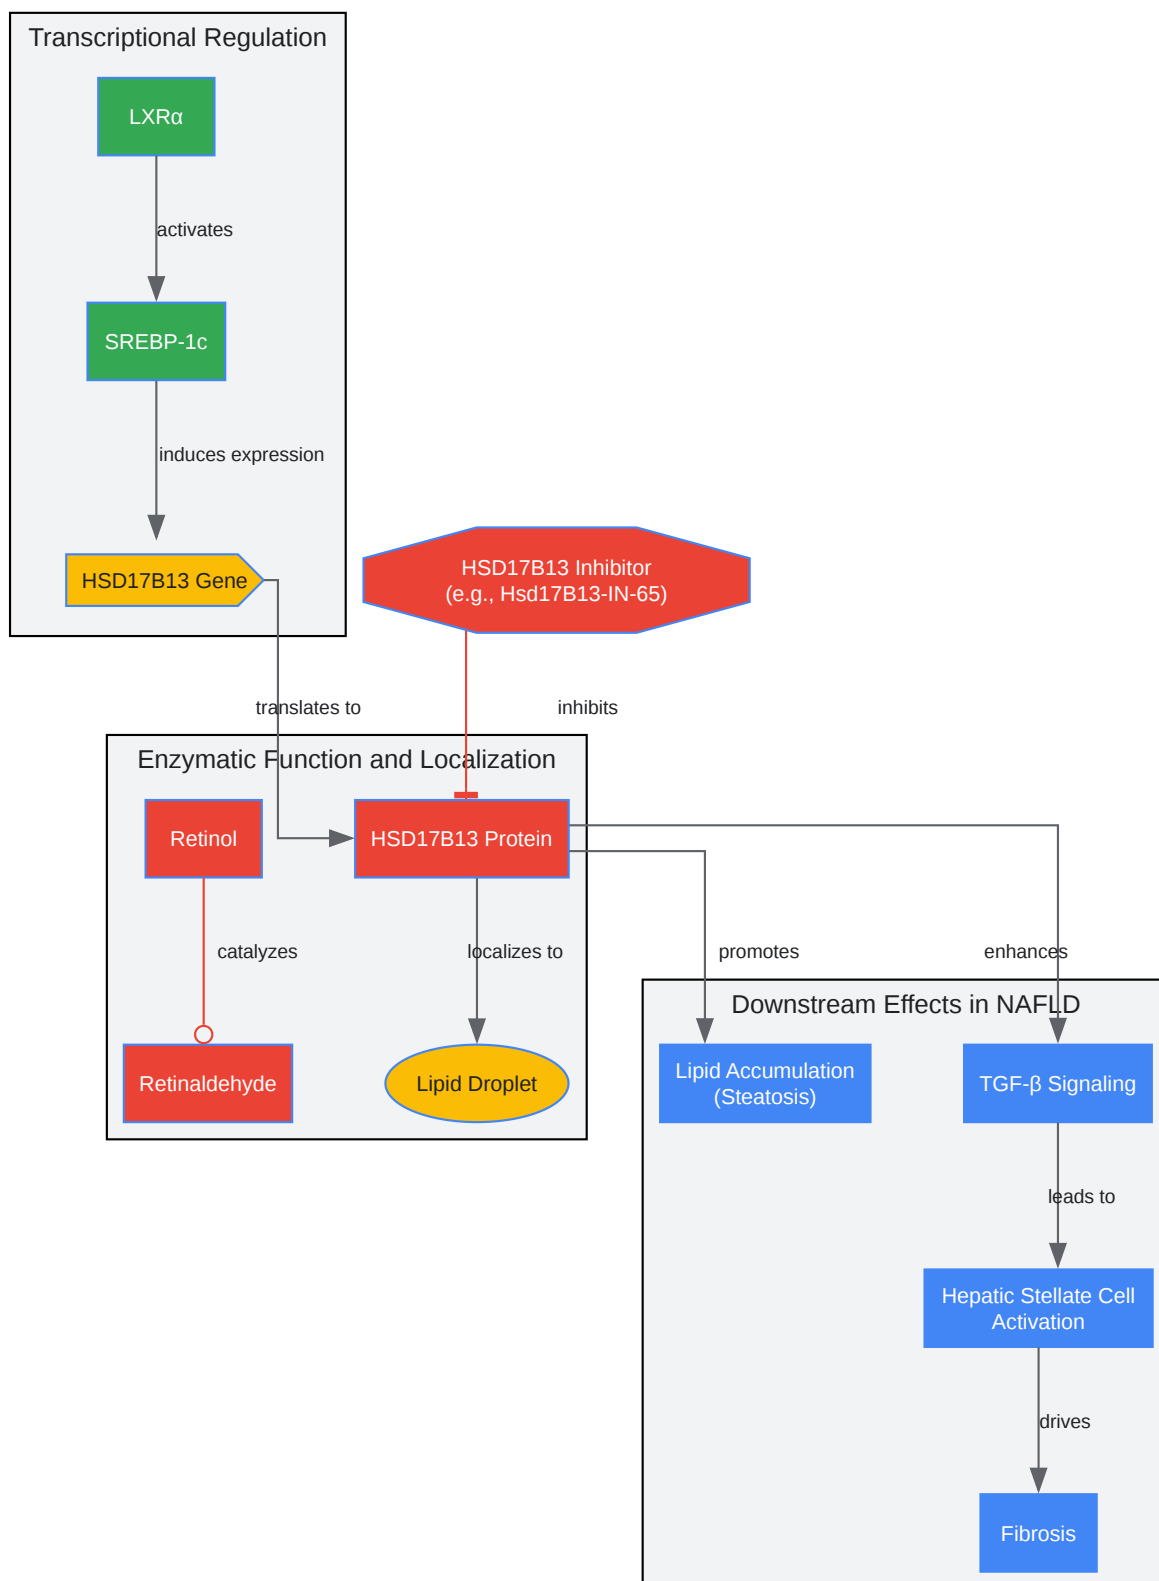 Transcriptional Regulation
LXRα
activates
SREBP-1c
induces expression
HSD17B13 Gene
HSD17B13 Inhibitor
(e.g., Hsd17B13-IN-65)
translates to
inhibits
Enzymatic Function and Localization
Retinol
HSD17B13 Protein
catalyzes
localizes to
promotes
enhances
Retinaldehyde
Lipid Droplet
Downstream Effects in NAFLD
Lipid Accumulation
(Steatosis)
TGF-β Signaling
leads to
Hepatic Stellate Cell
Activation
drives
Fibrosis